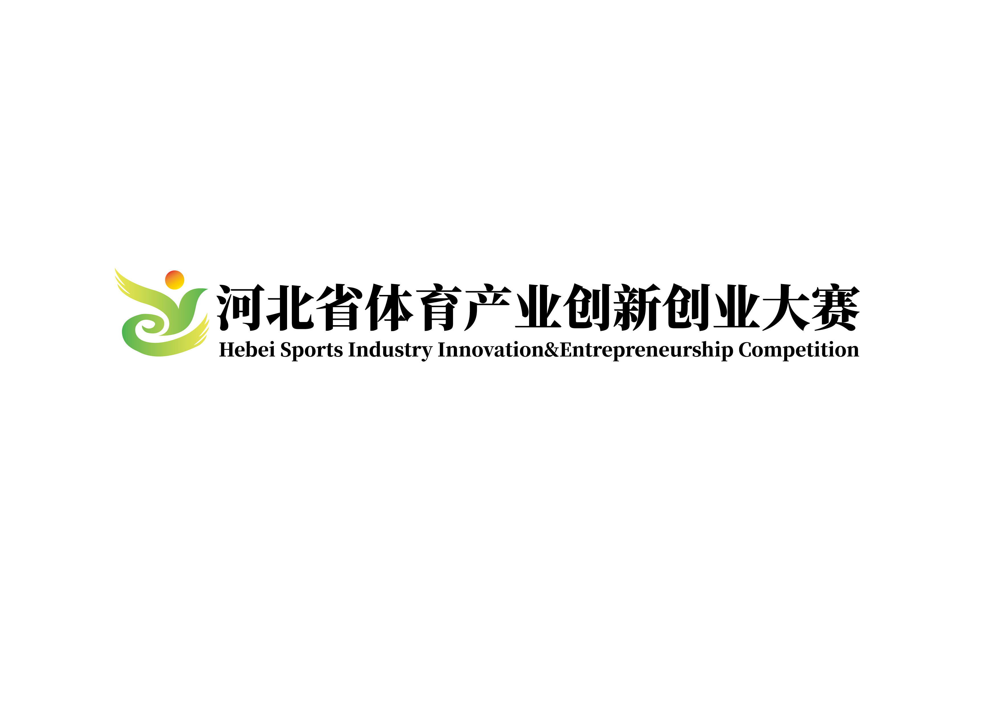 河北省体育产业创新创业大赛
Hebei Sports Industry Innovation&Entrepreneurship Competition